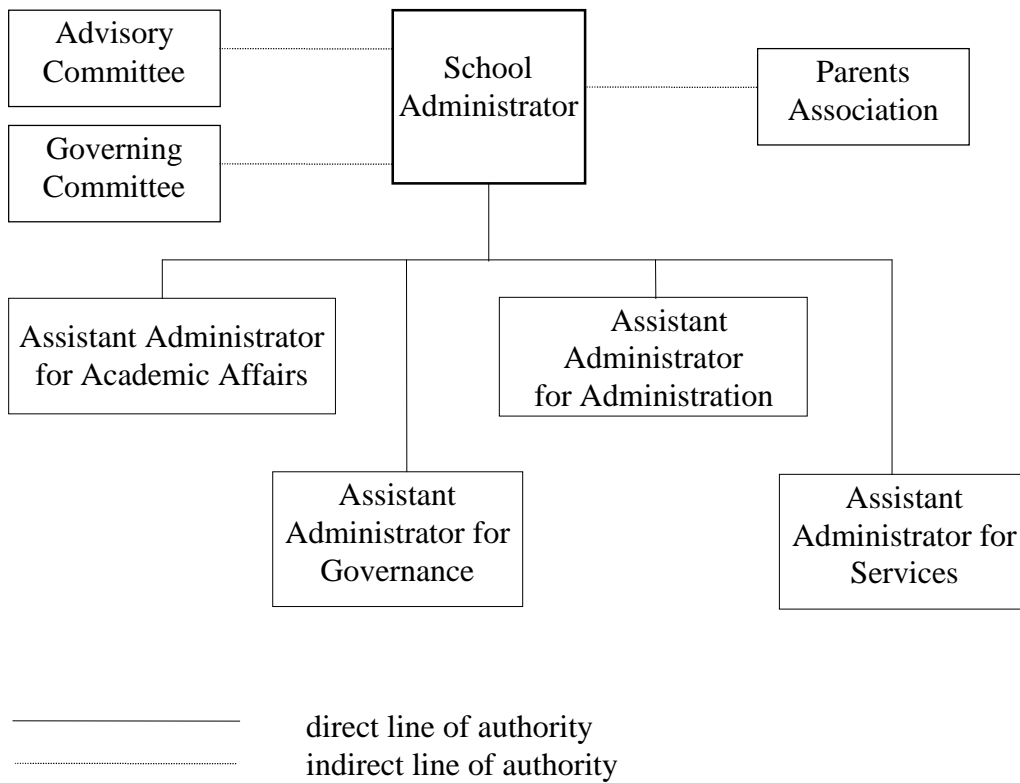 Advisory
Committee
School
Administrator
Parents
Association
Governing
Committee
Assistant Administrator
for Academic Affairs
Assistant
Administrator
for Administration
Assistant
Administrator for
Governance
Assistant
Administrator for
Services
direct line of authority
indirect line of authority